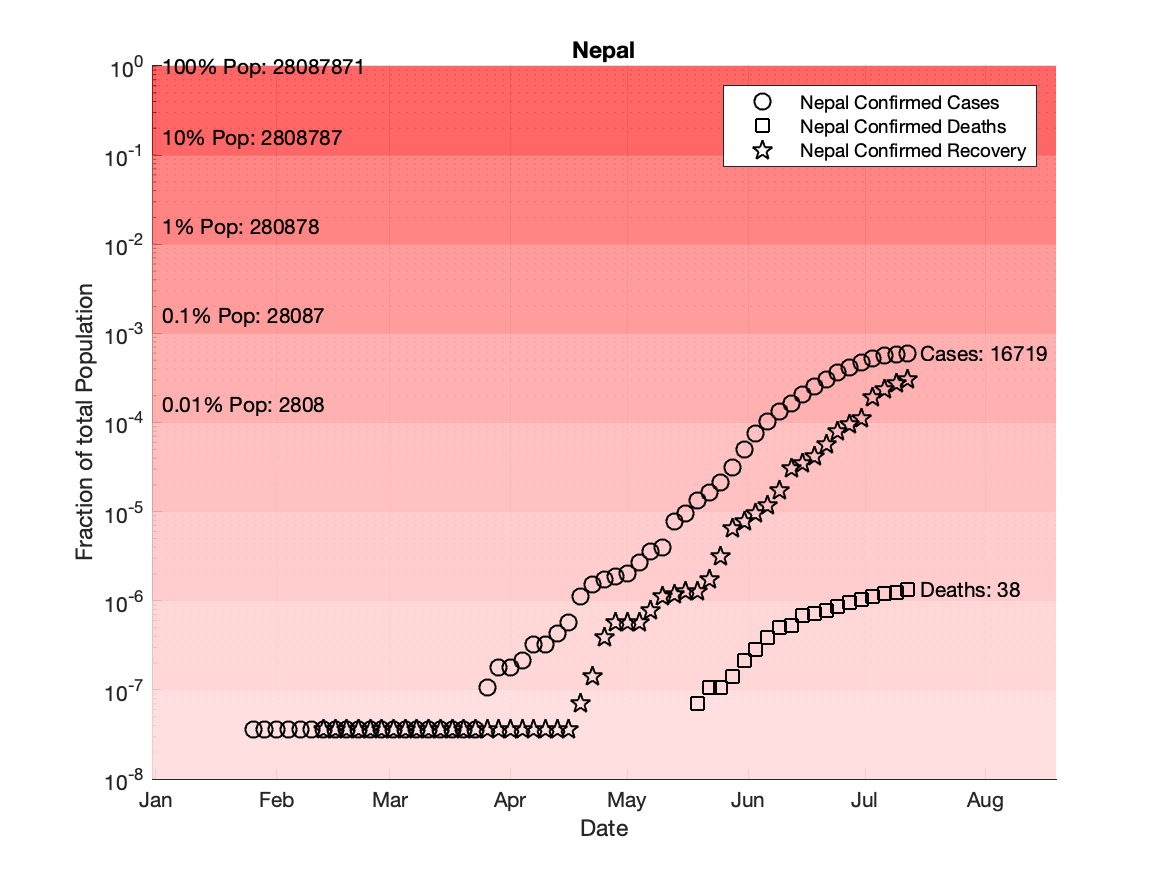 Nepal
10^0
100% Pop: 28087871
Nepal Confirmed Cases
Nepal Confirmed Deaths
Nepal Confirmed Recovery
10% Pop: 2808787
10^-1
1% Pop: 280878
10^-2
0.1% Pop: 28087
10^-3
Cases: 16719
0.01% Pop: 2808
10^-4
10^-5
Deaths: 38
10^-6
10^-7
10^-8
Fraction of total Population
Jan Feb Mar Apr May Jun Jul Aug
Date